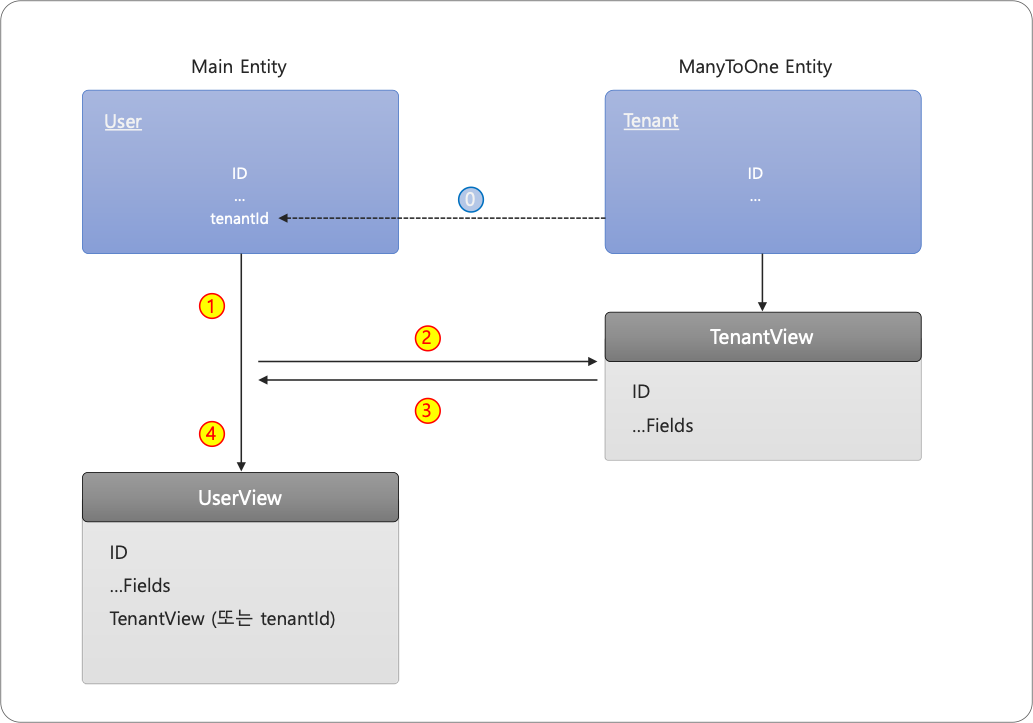 Main Entity
ManyToOne Entity
User
ID
...
tenantId
0
Tenant
ID
...
1
2
3
4
TenantView
ID
...Fields
UserView
ID
...Fields
TenantView (또는 tenantId)